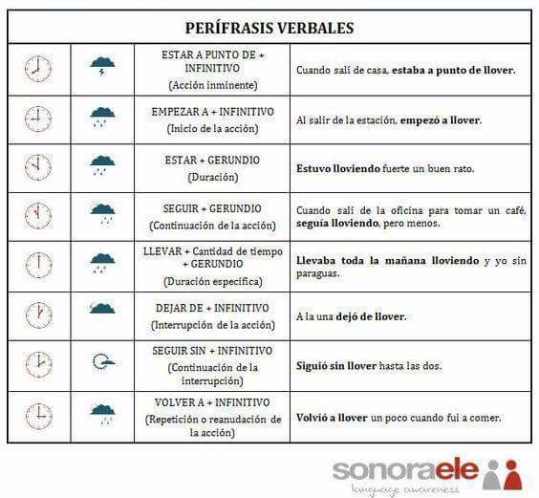 PERÍFRASIS VERBALES
ESTAR A PUNTO DE +
INFINITIVO
(Acción inminente)
Cuando salí de casa, estaba a punto de llover.
EMPEZAR A + INFINITIVO
(Inicio de la acción)
Al salir de la estación, empezó a llover.
ESTAR + GERUNDIO
(Duración)
Estuvo lloviendo fuerte un buen rato.
SEGUIR + GERUNDIO
(Continuación de la acción)
Cuando salí de la oficina para tomar un café,
seguía lloviendo, pero menos.
LLEVAR + Cantidad de tiempo
+ GERUNDIO
(Duración específica)
Llevaba toda la mañana lloviendo y yo sin
paraguas.
DEJAR DE + INFINITIVO
(Interrupción de la acción)
A la una dejó de llover.
SEGUIR SIN + INFINITIVO
(Continuación de la
interrupción)
Siguió sin llover hasta las dos.
VOLVER A + INFINITIVO
(Repetición o reanudación de
la acción)
Volvió a llover un poco cuando fui a comer.
sonoraele
language awareness